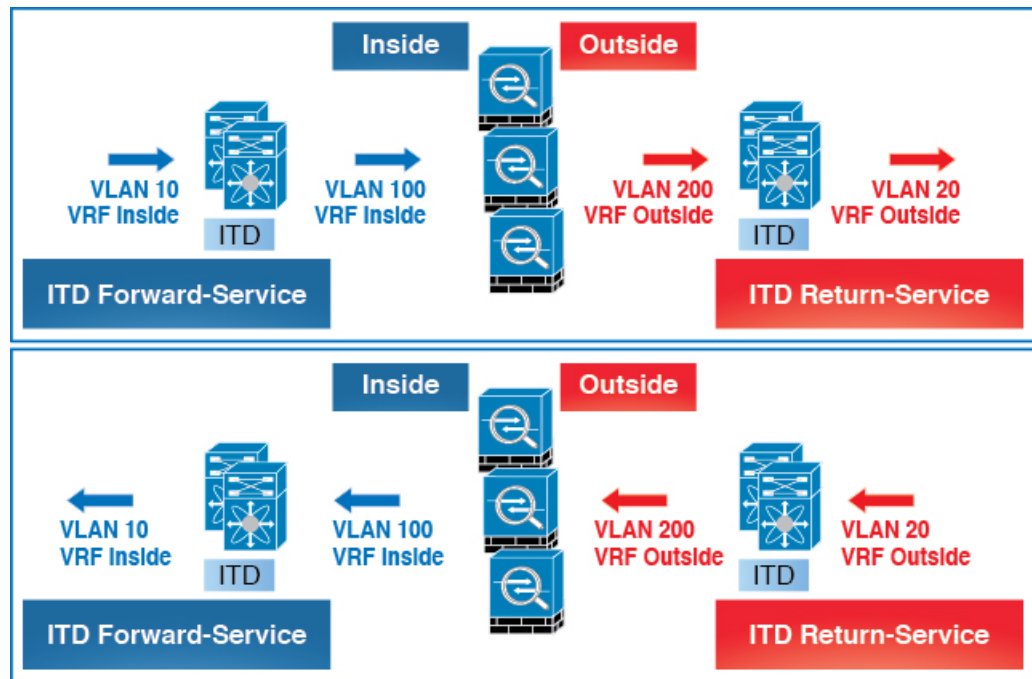 Inside
Outside
VLAN 10
VRF Inside
VLAN 100
VRF Inside
VLAN 200
VRF Outside
VLAN 20
VRF Outside
ITD
ITD
ITD Forward-Service
ITD Return-Service
Inside
Outside
VLAN 10
VRF Inside
VLAN 100
VRF Inside
VLAN 200
VRF Outside
VLAN 20
VRF Outside
ITD
ITD
ITD Forward-Service
ITD Return-Service